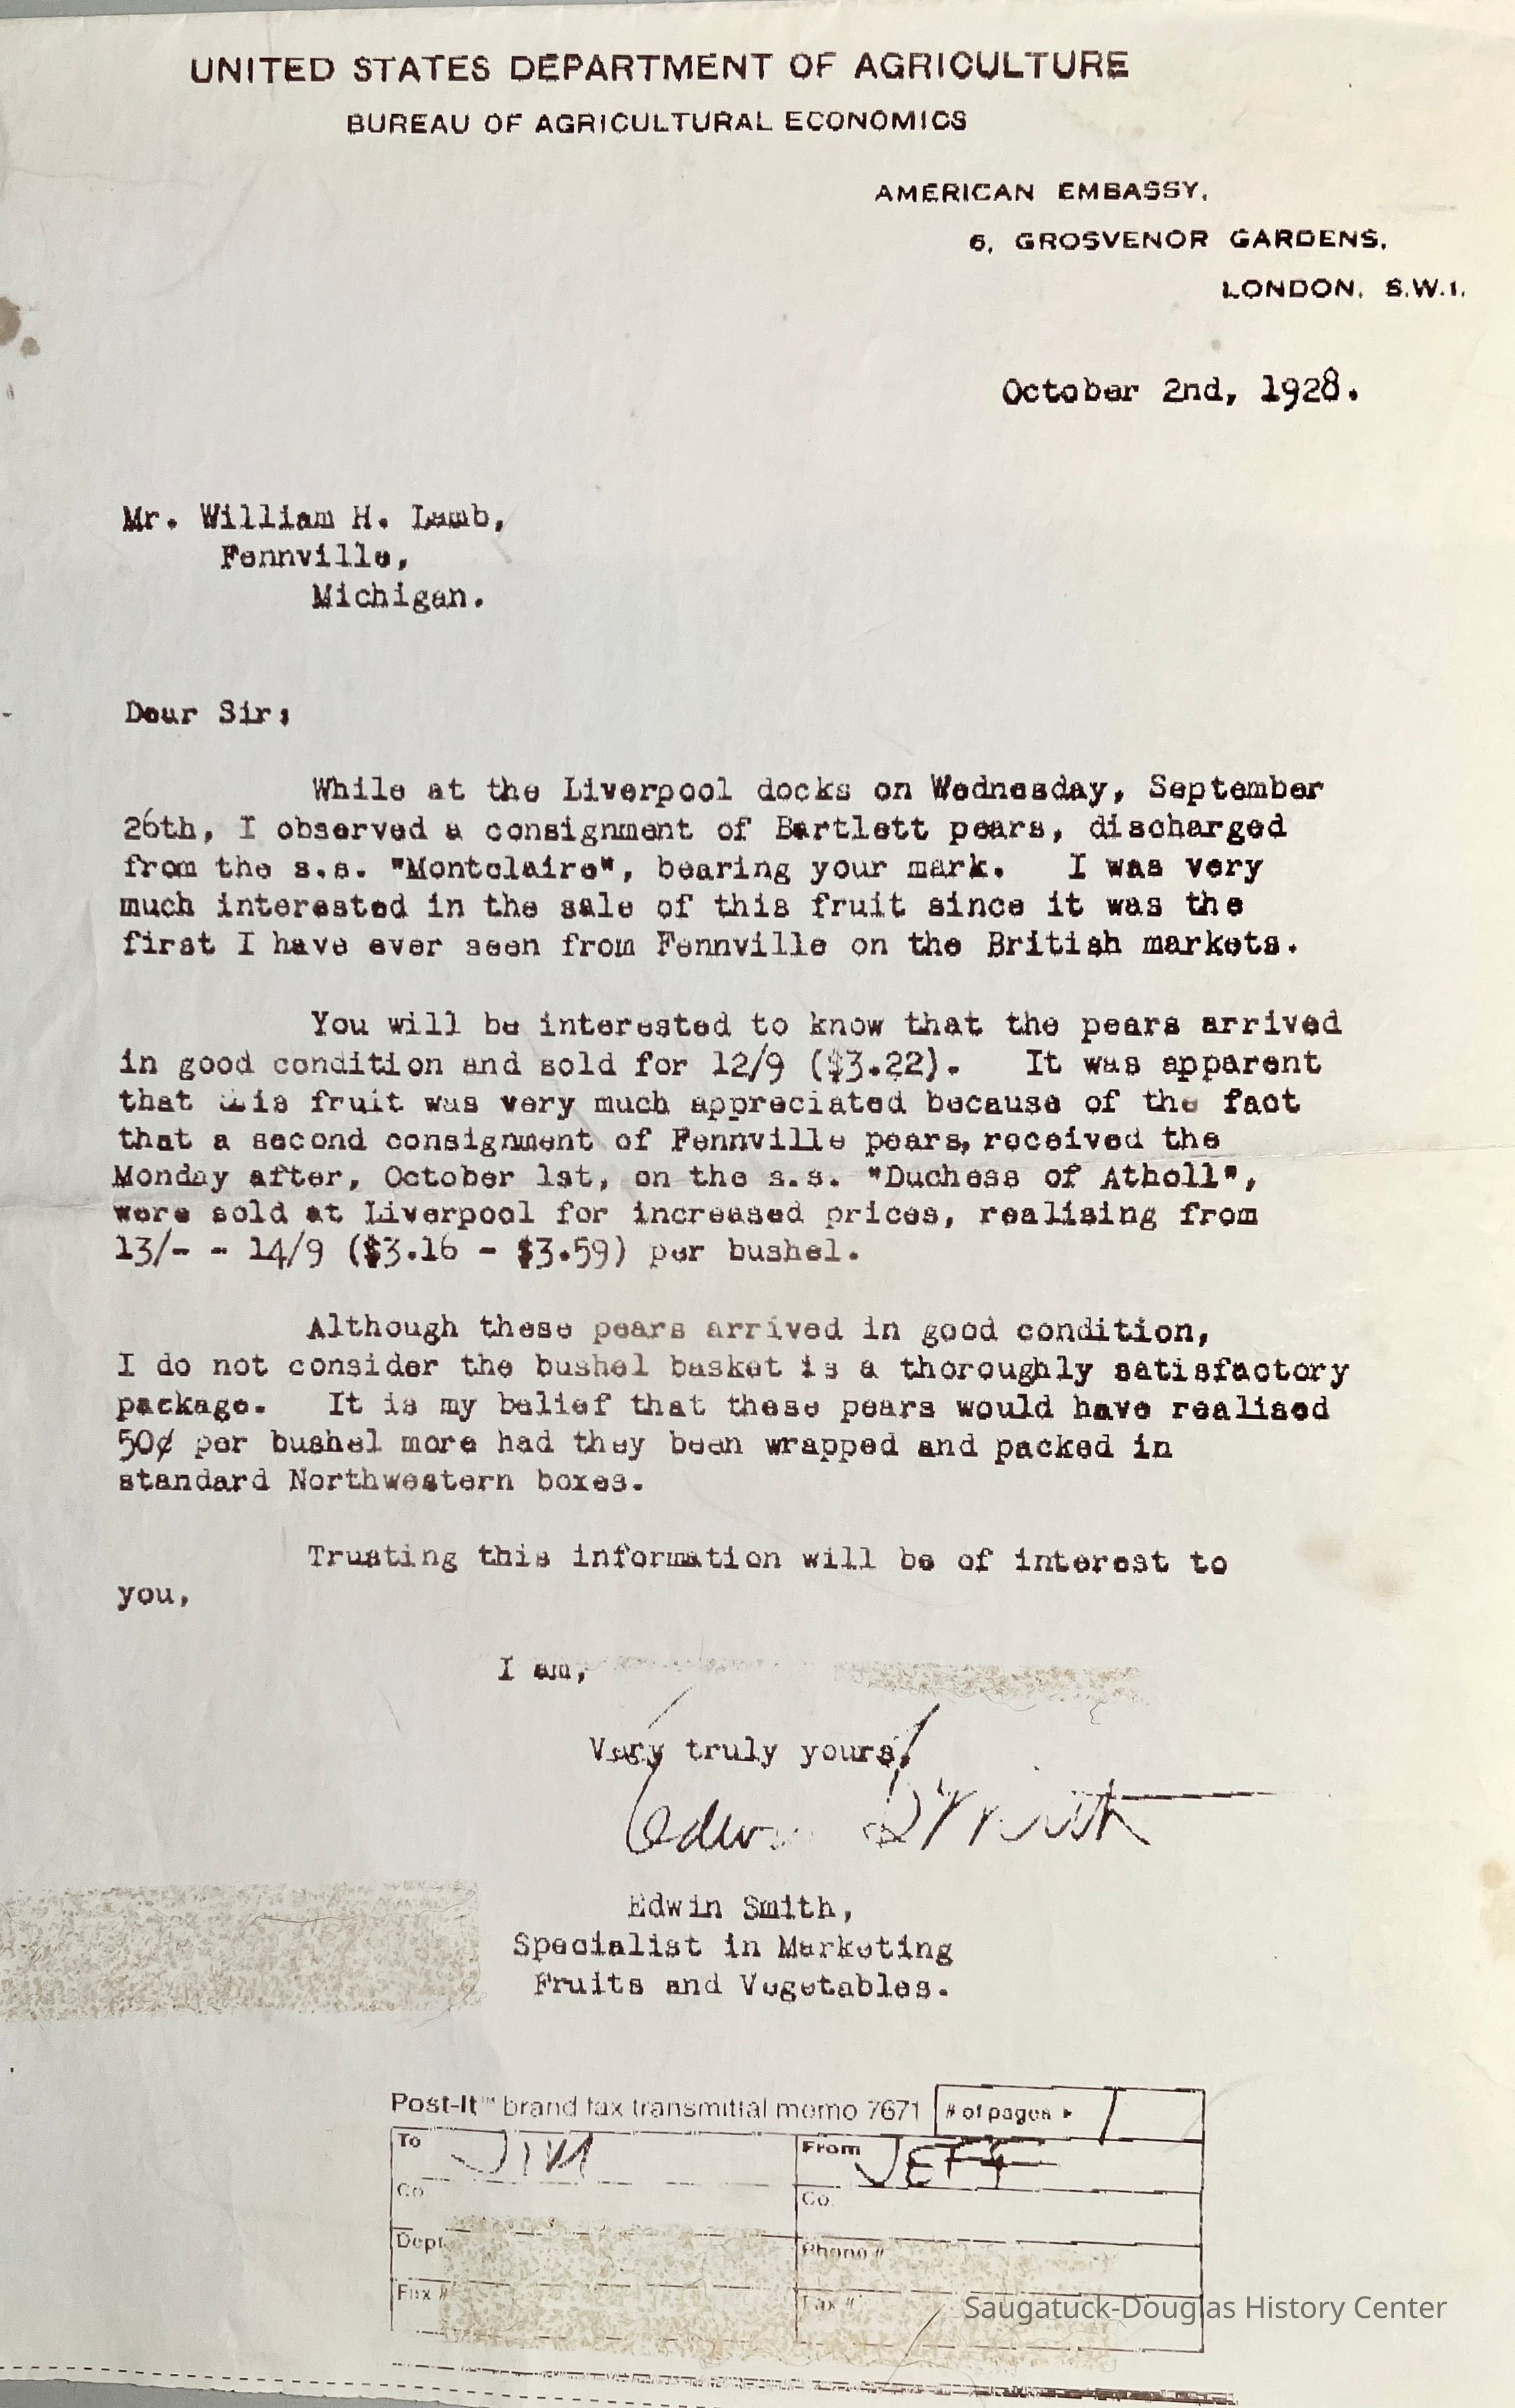 UNITED STATES DEPARTMENT OF AGRICULTURE
BUREAU OF AGRICULTURAL ECONOMICS
AMERICAN EMBASSY,
6, GROSVENOR GARDENS,
LONDON, S.W.1.
October 2nd, 1928.
Mr. William H. Lamb,
Fennville,
Michigan.
Dear Sir:
While at the Liverpool docks on Wednesday, September
26th, I observed a consignment of Bartlett pears, discharged
from the s.s. "Montclaire", bearing your mark. I was very
much interested in the sale of this fruit since it was the
first I have ever seen from Fennville on the British markets.
You will be interested to know that the pears arrived
in good condition and sold for 12/9 ($3.22). It was apparent
that this fruit was very much appreciated because of the fact
that a second consignment of Fennville pears, received the
Monday after, October 1st, on the s.s. "Duchess of Atholl",
were sold at Liverpool for increased prices, realising from
13/- - 14/9 ($3.16 - $3.59) per bushel.
Although these pears arrived in good condition,
I do not consider the bushel basket is a thoroughly satisfactory
package. It is my belief that these pears would have realised
50¢ per bushel more had they been wrapped and packed in
standard Northwestern boxes.
Trusting this information will be of interest to
you,
I am,
Very truly yours,
Edwin Smith
Edwin Smith,
Specialist in Marketing
Fruits and Vegetables.
Post-It™ brand fax transmittal memo 7671 # of pages ▸ 1
To JIM From JEFF
Co. Co.
Dept. Phone #
Fax # Fax #
Saugatuck-Douglas History Center